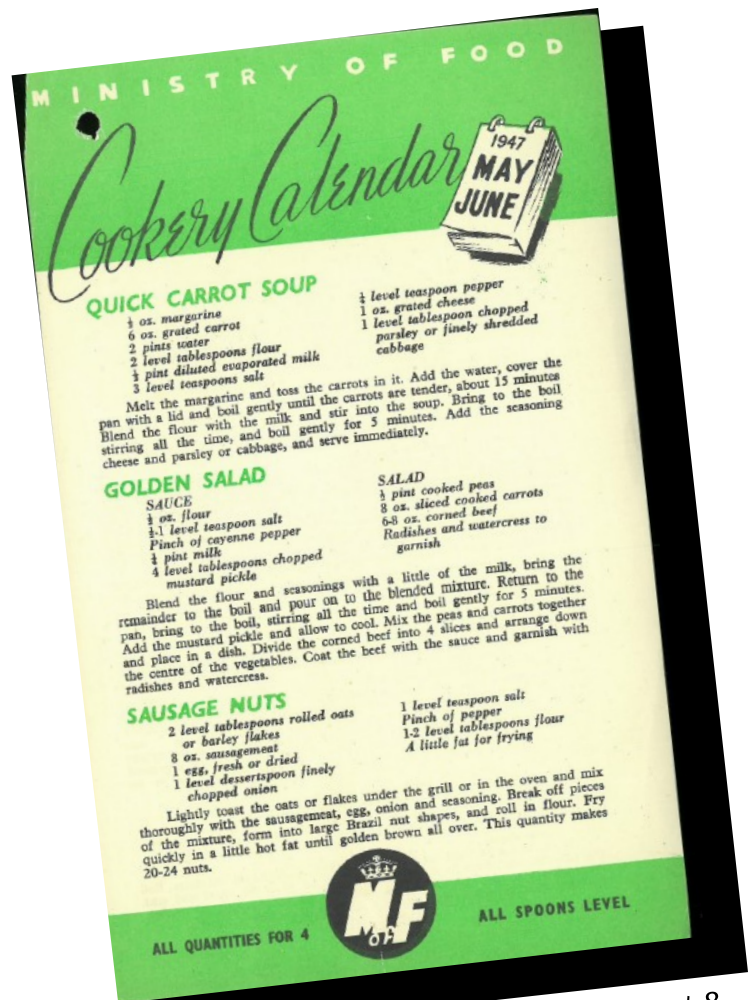 MINISTRY OF FOOD
Cookery Calendar
1947
MAY
JUNE
QUICK CARROT SOUP
½ oz. margarine
6 oz. grated carrot
2 pints water
2 level tablespoons flour
½ pint diluted evaporated milk
3 level teaspoons salt
level teaspoon pepper
1 oz. grated cheese
1 level tablespoon chopped
parsley or finely shredded
cabbage
Melt the margarine and toss the carrots in it. Add the water, cover the
pan with a lid and boil gently until the carrots are tender, about 15 minutes
Blend the flour with the milk and stir into the soup. Bring to the boil
stirring all the time, and boil gently for 5 minutes. Add the seasoning
cheese and parsley or cabbage, and serve immediately.
GOLDEN SALAD
SAUCE
½ oz. flour
½-1 level teaspoon salt
Pinch of cayenne pepper
pint milk
4 level tablespoons chopped
mustard pickle
SALAD
½ pint cooked peas
8 oz. sliced cooked carrots
6-8 oz. corned beef
Radishes and watercress to
garnish
Blend the flour and seasonings with a little of the milk, bring the
remainder to the boil and pour on to the blended mixture. Return to the
pan, bring to the boil, stirring all the time and boil gently for 5 minutes.
Add the mustard pickle and allow to cool. Mix the peas and carrots together
and place in a dish. Divide the corned beef into 4 slices and arrange down
the centre of the vegetables. Coat the beef with the sauce and garnish with
radishes and watercress.
SAUSAGE NUTS
2 level tablespoons rolled oats
or barley flakes
8 oz. sausagemeat
1 egg, fresh or dried
1 level dessertspoon finely
chopped onion
1 level teaspoon salt
Pinch of pepper
1-2 level tablespoons flour
A little fat for frying
Lightly toast the oats or flakes under the grill or in the oven and mix
thoroughly with the sausagemeat, egg, onion and seasoning. Break off pieces
of the mixture, form into large Brazil nut shapes, and roll in flour. Fry
quickly in a little hot fat until golden brown all over. This quantity makes
20-24 nuts.
ALL QUANTITIES FOR 4
M OF F
ALL SPOONS LEVEL